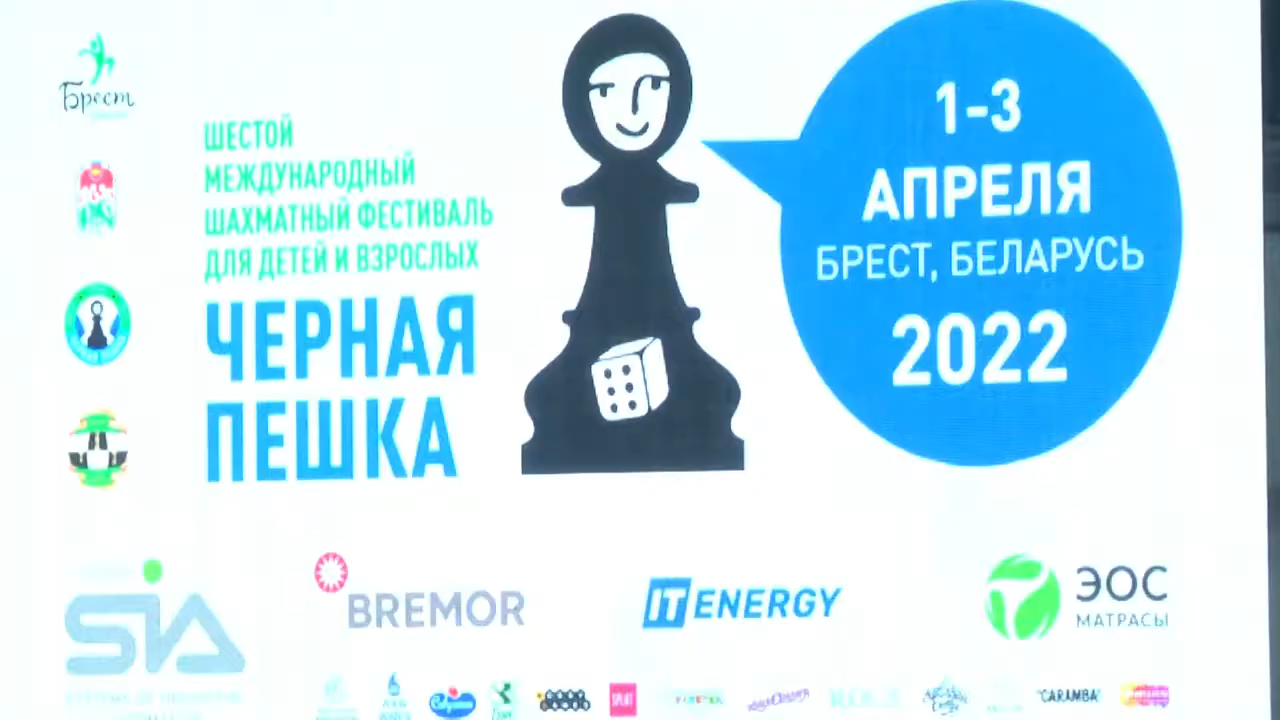 Брест
ШЕСТОЙ
МЕЖДУНАРОДНЫЙ
ШАХМАТНЫЙ ФЕСТИВАЛЬ
ДЛЯ ДЕТЕЙ И ВЗРОСЛЫХ
ЧЕРНАЯ
ПЕШКА
1-3
АПРЕЛЯ
БРЕСТ, БЕЛАРУСЬ
2022
SIA
BREMOR
IT ENERGY
ЭОС
МАТРАСЫ
SPLAT
"CARAMBA"